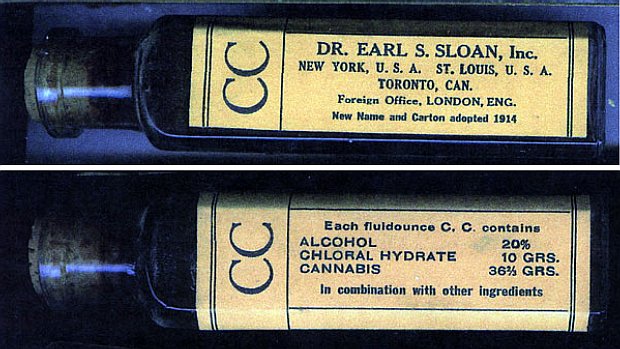 CC
DR. EARL S. SLOAN, Inc.
NEW YORK, U. S. A. ST. LOUIS, U. S. A.
TORONTO, CAN.
Foreign Office, LONDON, ENG.
New Name and Carton adopted 1914
CC
Each fluidounce C. C. contains
ALCOHOL 20%
CHLORAL HYDRATE 10 GRS.
CANNABIS 36⅔ GRS.
In combination with other ingredients